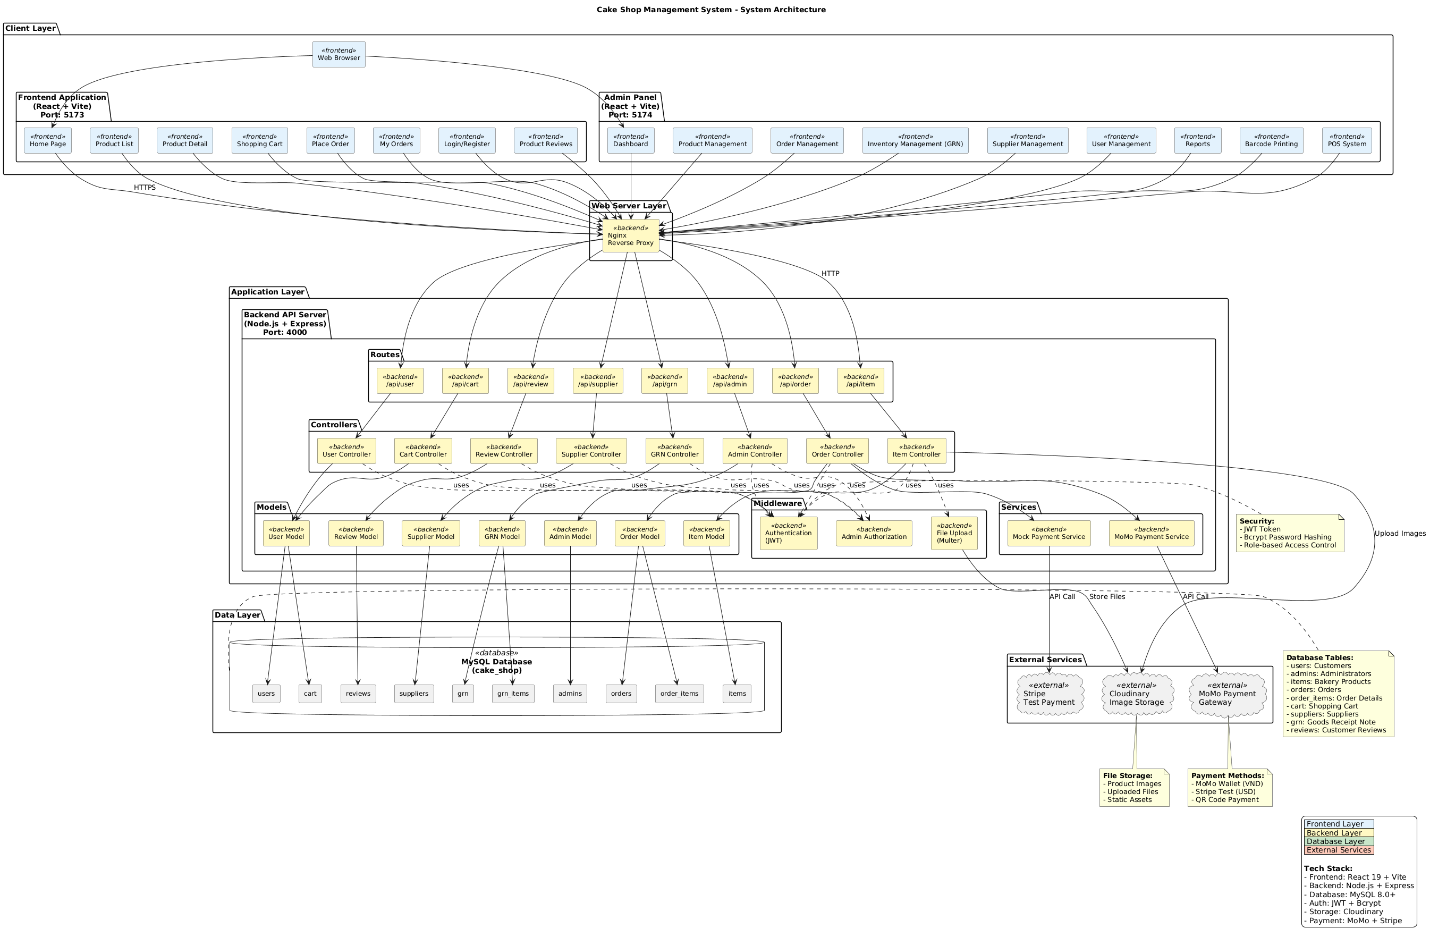 Cake Shop Management System - System Architecture
Client Layer
«frontend»
Web Browser
Frontend Application
(React + Vite)
Port: 5173
Admin Panel
(React + Vite)
Port: 5174
«frontend»
Home Page
«frontend»
Product List
«frontend»
Product Detail
«frontend»
Shopping Cart
«frontend»
Place Order
«frontend»
My Orders
«frontend»
Login/Register
«frontend»
Product Reviews
«frontend»
Dashboard
«frontend»
Product Management
«frontend»
Order Management
«frontend»
Inventory Management (GRN)
«frontend»
Supplier Management
«frontend»
User Management
«frontend»
Reports
«frontend»
Barcode Printing
«frontend»
POS System
HTTPS
Web Server Layer
«backend»
Nginx
Reverse Proxy
HTTP
Application Layer
Backend API Server
(Node.js + Express)
Port: 4000
Routes
«backend»
/api/user
«backend»
/api/cart
«backend»
/api/review
«backend»
/api/supplier
«backend»
/api/grn
«backend»
/api/admin
«backend»
/api/order
«backend»
/api/item
Controllers
«backend»
User Controller
«backend»
Cart Controller
«backend»
Review Controller
«backend»
Supplier Controller
«backend»
GRN Controller
«backend»
Admin Controller
«backend»
Order Controller
«backend»
Item Controller
uses
uses
uses
uses
uses
uses
uses
uses
uses
uses
Models
«backend»
User Model
«backend»
Review Model
«backend»
Supplier Model
«backend»
GRN Model
«backend»
Admin Model
«backend»
Order Model
«backend»
Item Model
Middleware
«backend»
Authentication
(JWT)
«backend»
Admin Authorization
«backend»
File Upload
(Multer)
Services
«backend»
Mock Payment Service
«backend»
MoMo Payment Service
Security:
- JWT Token
- Bcrypt Password Hashing
- Role-based Access Control
Upload Images
API Call
Store Files
API Call
Data Layer
«database»
MySQL Database
(cake_shop)
users
cart
reviews
suppliers
grn
grn_items
admins
orders
order_items
items
External Services
«external»
Stripe
Test Payment
«external»
Cloudinary
Image Storage
«external»
MoMo Payment
Gateway
Database Tables:
- users: Customers
- admins: Administrators
- items: Bakery Products
- orders: Orders
- order_items: Order Details
- cart: Shopping Cart
- suppliers: Suppliers
- grn: Goods Receipt Note
- reviews: Customer Reviews
File Storage:
- Product Images
- Uploaded Files
- Static Assets
Payment Methods:
- MoMo Wallet (VND)
- Stripe Test (USD)
- QR Code Payment
Frontend Layer
Backend Layer
Database Layer
External Services
Tech Stack:
- Frontend: React 19 + Vite
- Backend: Node.js + Express
- Database: MySQL 8.0+
- Auth: JWT + Bcrypt
- Storage: Cloudinary
- Payment: MoMo + Stripe